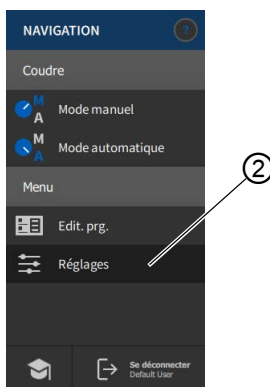 NAVIGATION ?
Coudre
M
A Mode manuel
M
A Mode automatique
Menu
Edit. prg.
Réglages
2
Se déconnecter
Default User